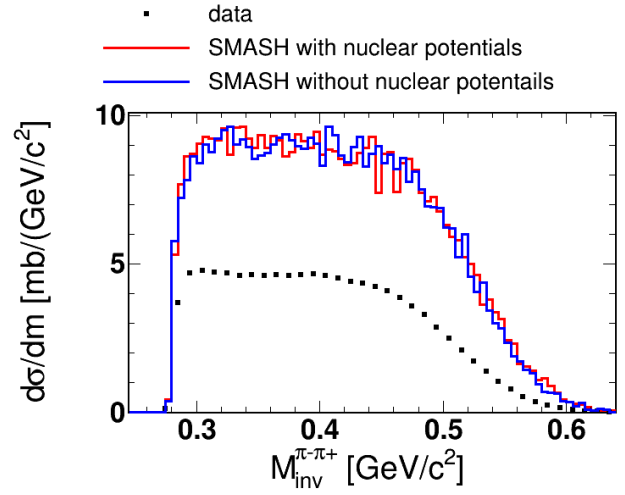 data
SMASH with nuclear potentials
SMASH without nuclear potentails
10
5
0
dσ/dm [mb/(GeV/c²)]
0.3 0.4 0.5 0.6
M_inv^π-π+ [GeV/c²]